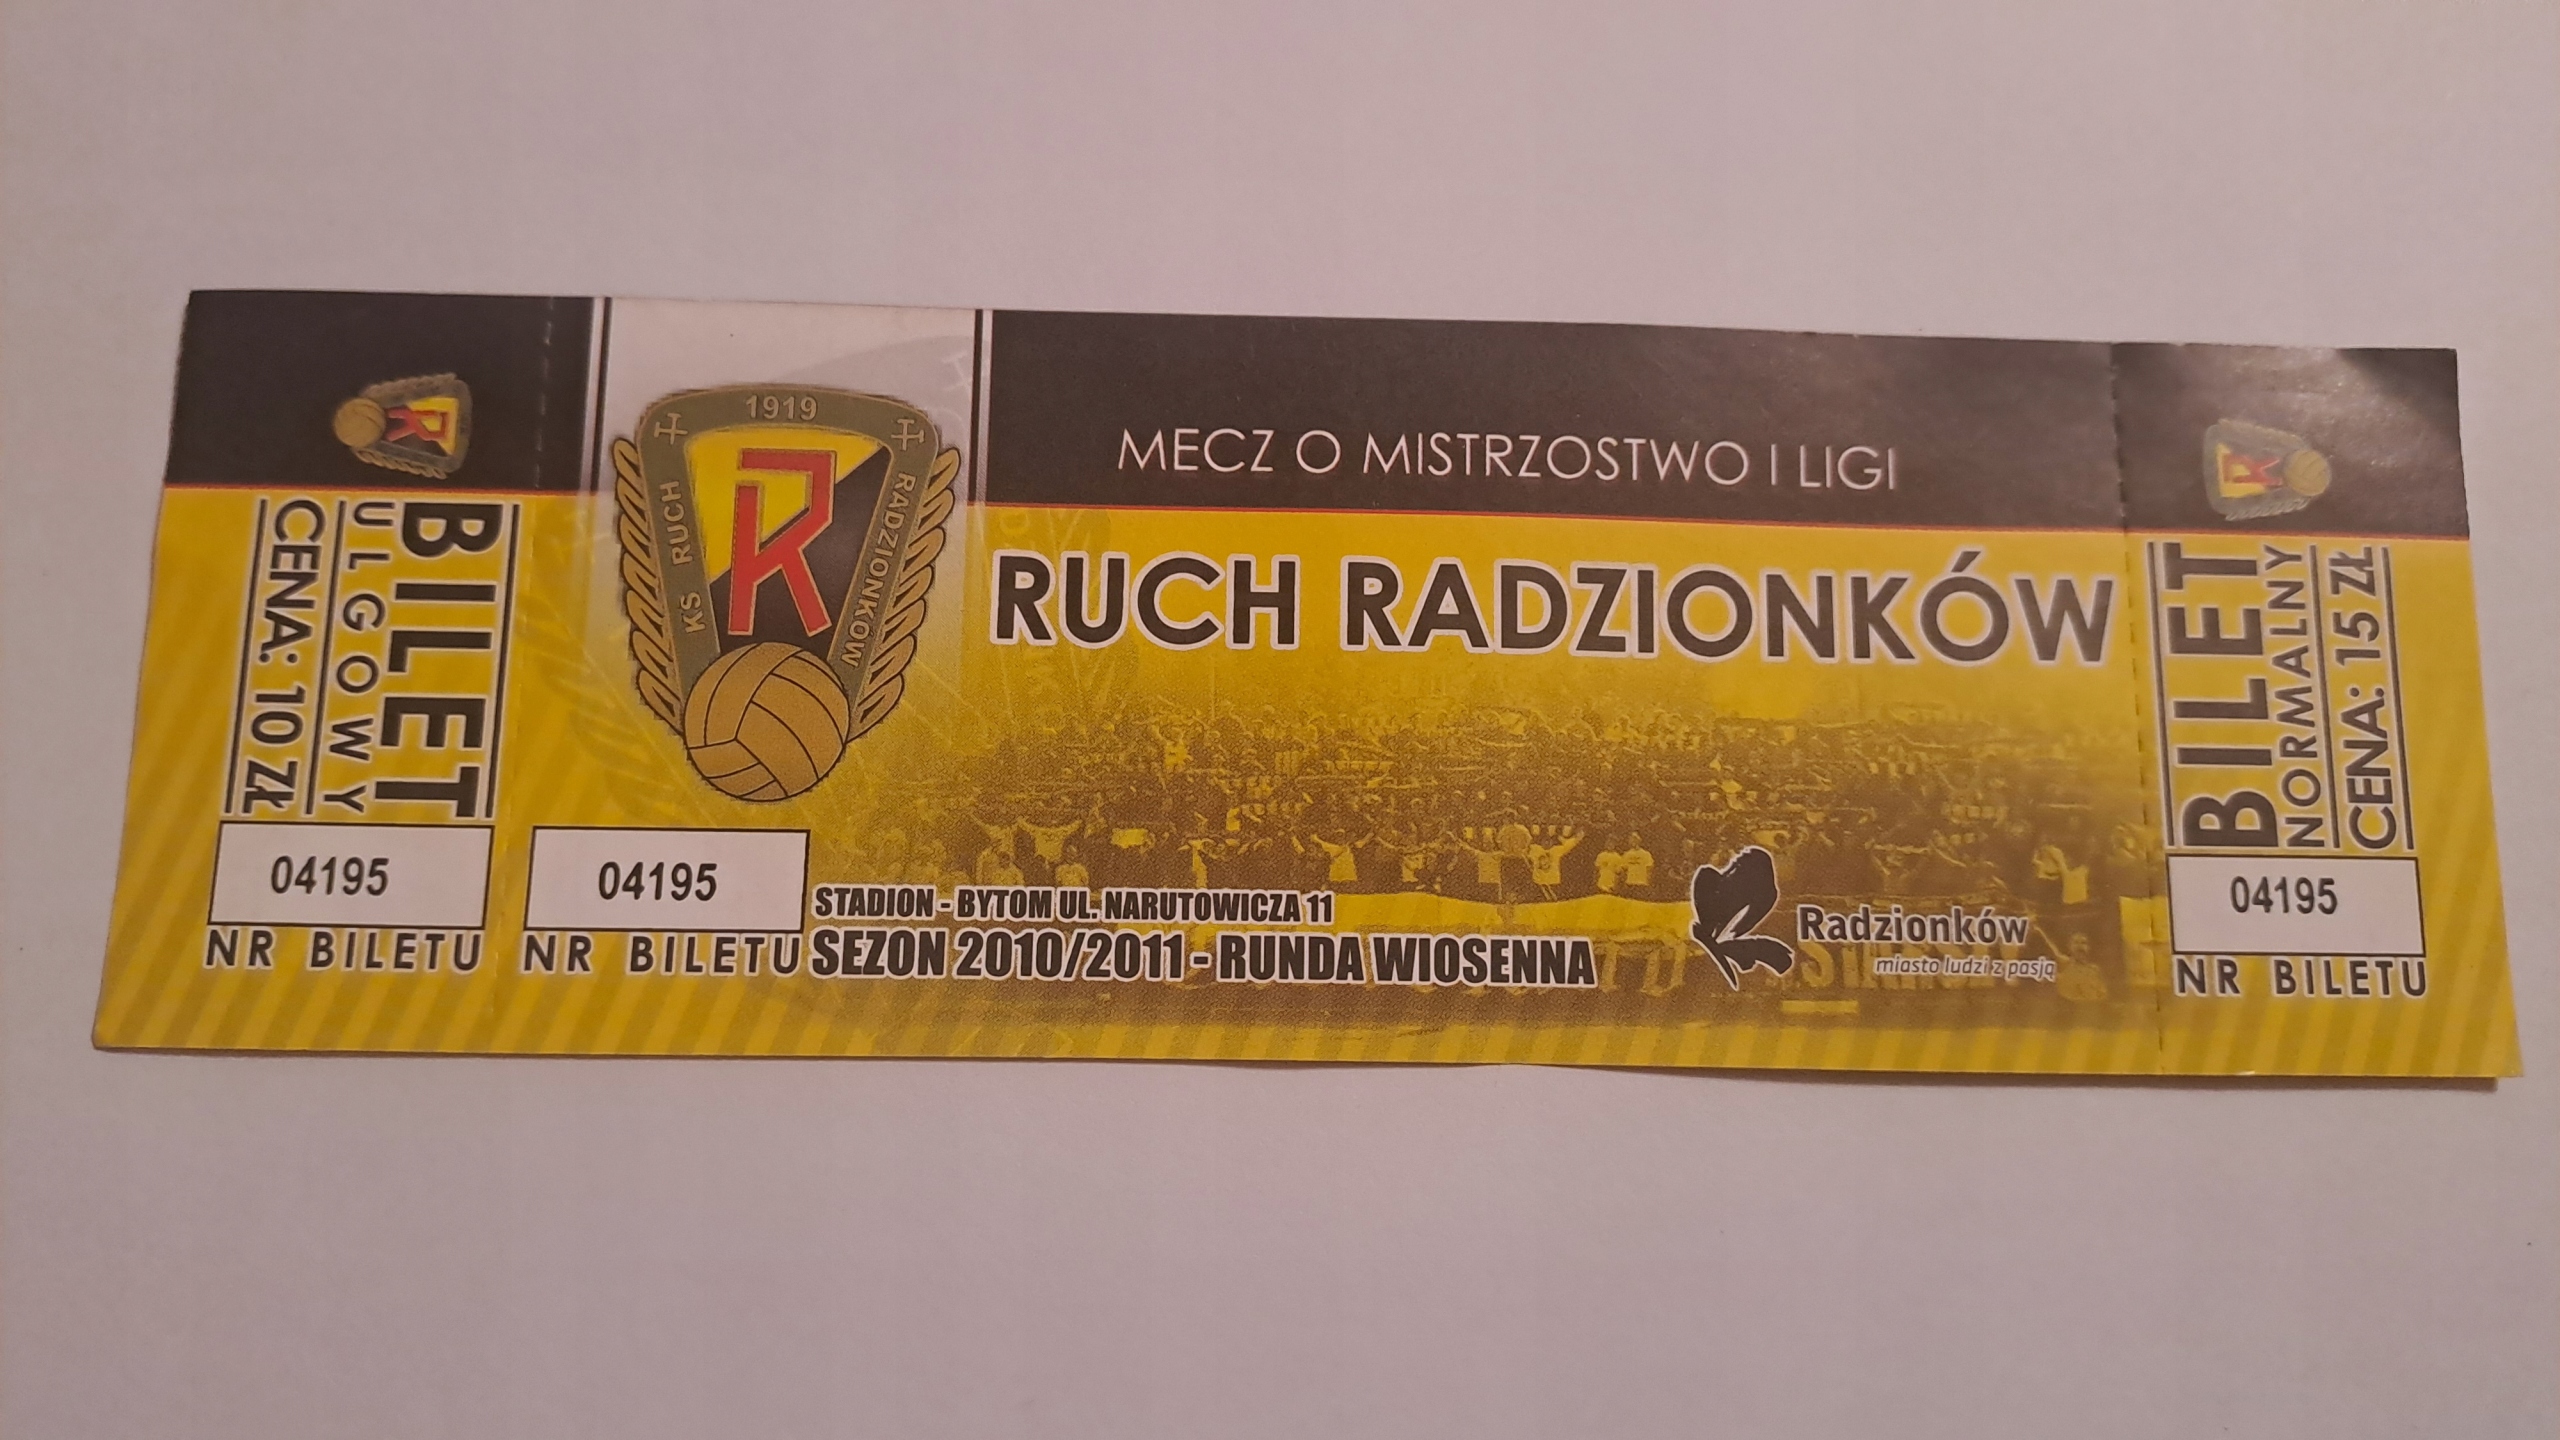 BILET
ULGOWY
CENA: 10 ZŁ
04195
NR BILETU
1919
KS RUCH RADZIONKÓW
R
04195
NR BILETU
MECZ O MISTRZOSTWO I LIGI
RUCH RADZIONKÓW
STADION - BYTOM UL. NARUTOWICZA 11
SEZON 2010/2011 - RUNDA WIOSENNA
Radzionków
miasto ludzi z pasją
BILET
NORMALNY
CENA: 15 ZŁ
04195
NR BILETU